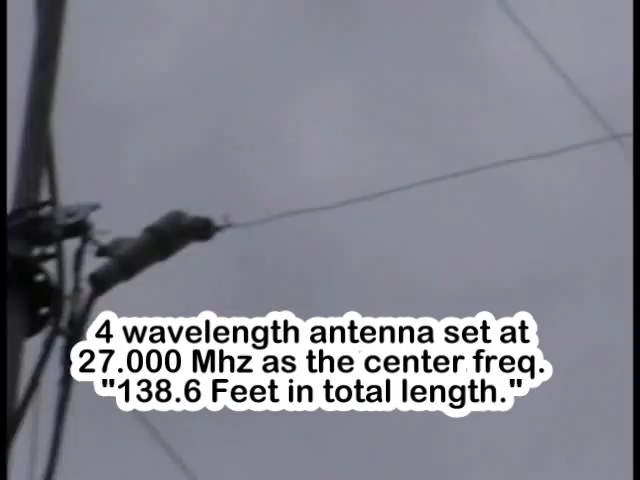 4 wavelength antenna set at
27.000 Mhz as the center freq.
"138.6 Feet in total length."